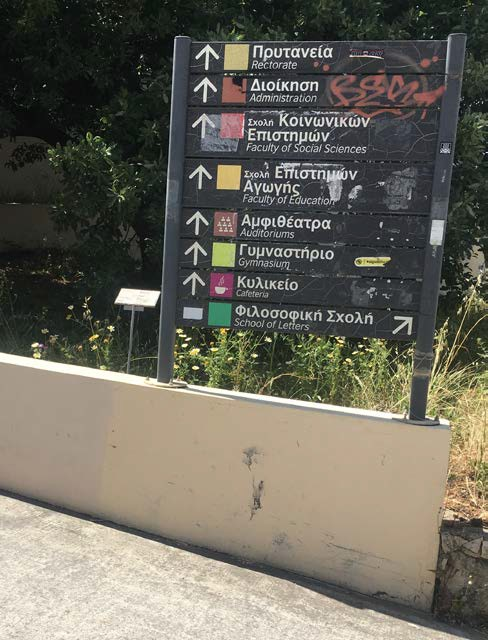 Πρυτανεία
Rectorate
Διοίκηση
Administration
Σχολή Κοινωνικών
Επιστημών
Faculty of Social Sciences
Σχολή Επιστημών
Αγωγής
Faculty of Education
Αμφιθέατρα
Auditoriums
Γυμναστήριο
Gymnasium
Κυλικείο
Cafeteria
Φιλοσοφική Σχολή
School of Letters